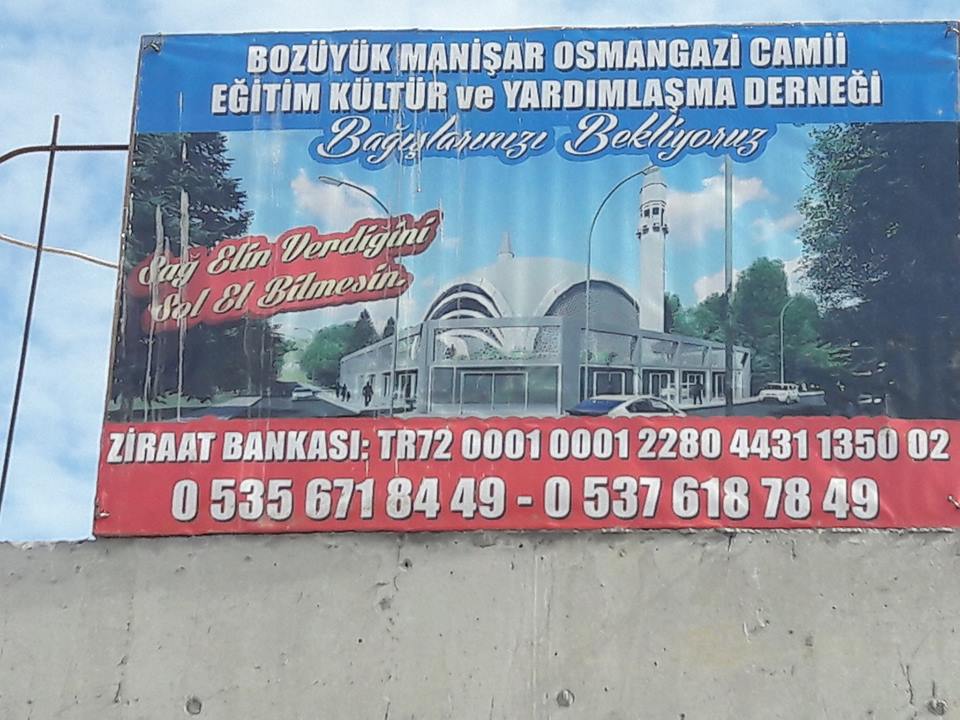 BOZÜYÜK MANİŞAR OSMANGAZİ CAMİİ
EĞİTİM KÜLTÜR ve YARDIMLAŞMA DERNEĞİ
Bağışlarınızı Bekliyoruz
Sağ Elin Verdiğini
Sol El Bilmesin.
ZİRAAT BANKASI: TR72 0001 0001 2280 4431 1350 02
0 535 671 84 49 - 0 537 618 78 49